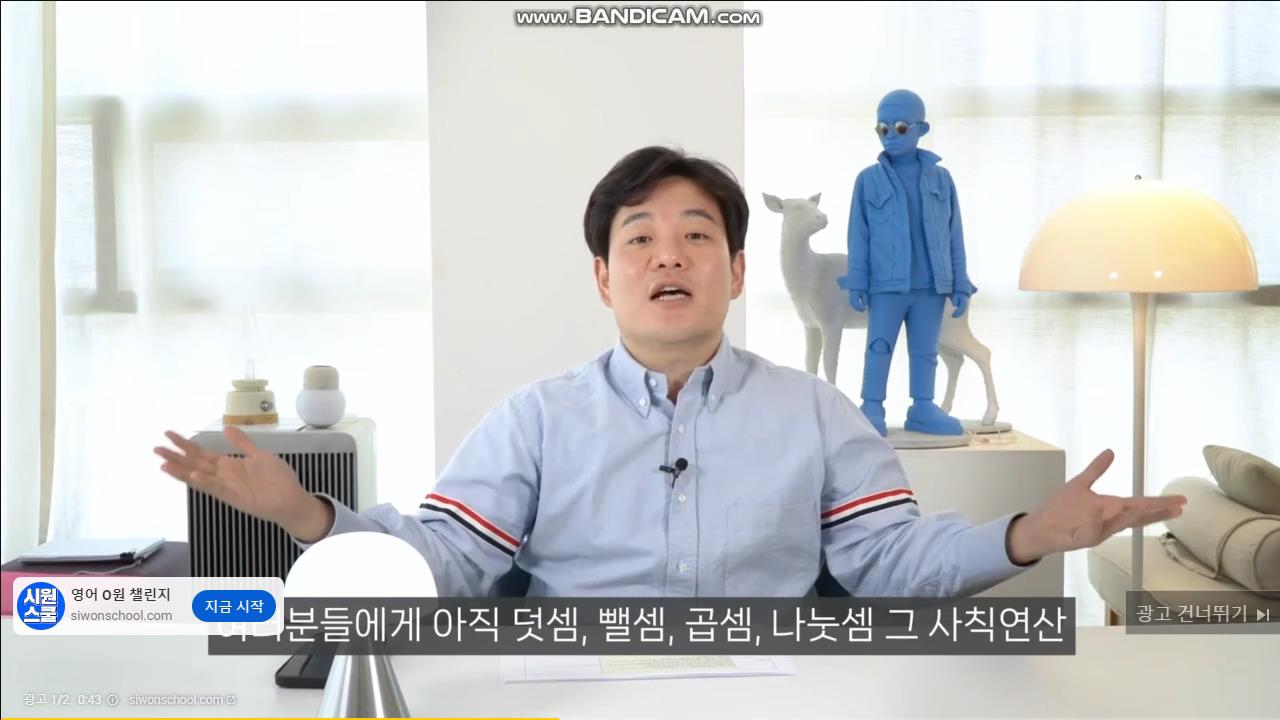 www.BANDICAM.com
시원
스쿨
영어 0원 챌린지
siwonschool.com
지금 시작
여러분들에게 아직 덧셈, 뺄셈, 곱셈, 나눗셈 그 사칙연산
광고 건너뛰기
광고 1/2 · 0:43
siwonschool.com